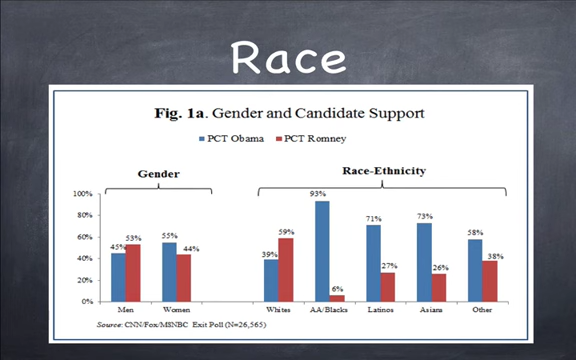 Race
Fig. 1a. Gender and Candidate Support
PCT Obama PCT Romney
Gender
Race-Ethnicity
100%
80%
60%
40%
20%
0%
45% 53% 55% 44% 39% 59% 93% 6% 71% 27% 73% 26% 58% 38%
Men Women Whites AA/Blacks Latinos Asians Other
Source: CNN/Fox/MSNBC Exit Poll (N=26,565)